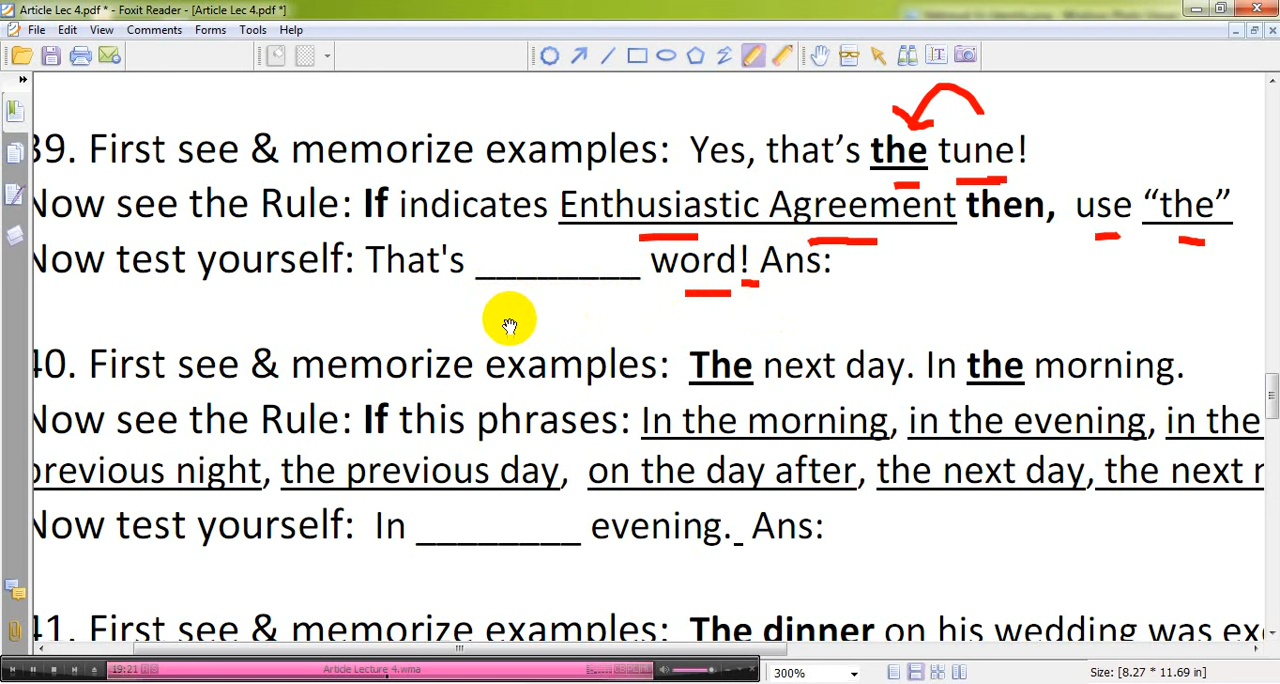 Article Lec 4.pdf * - Foxit Reader - [Article Lec 4.pdf *]
File Edit View Comments Forms Tools Help
39. First see & memorize examples: Yes, that's the tune!
Now see the Rule: If indicates Enthusiastic Agreement then, use “the”
Now test yourself: That's ________ word! Ans:
40. First see & memorize examples: The next day. In the morning.
Now see the Rule: If this phrases: In the morning, in the evening, in the
previous night, the previous day, on the day after, the next day, the next
Now test yourself: In ________ evening. Ans:
41. First see & memorize examples: The dinner on his wedding was
19:21 Article Lecture 4.wma
300% Size: [8.27 * 11.69 in]